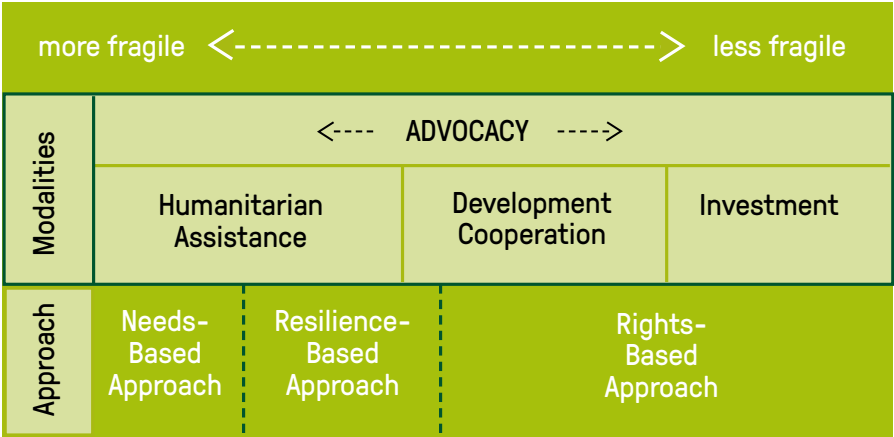 more fragile
less fragile
Modalities
ADVOCACY
Humanitarian
Assistance
Development
Cooperation
Investment
Approach
Needs-
Based
Approach
Resilience-
Based
Approach
Rights-
Based
Approach